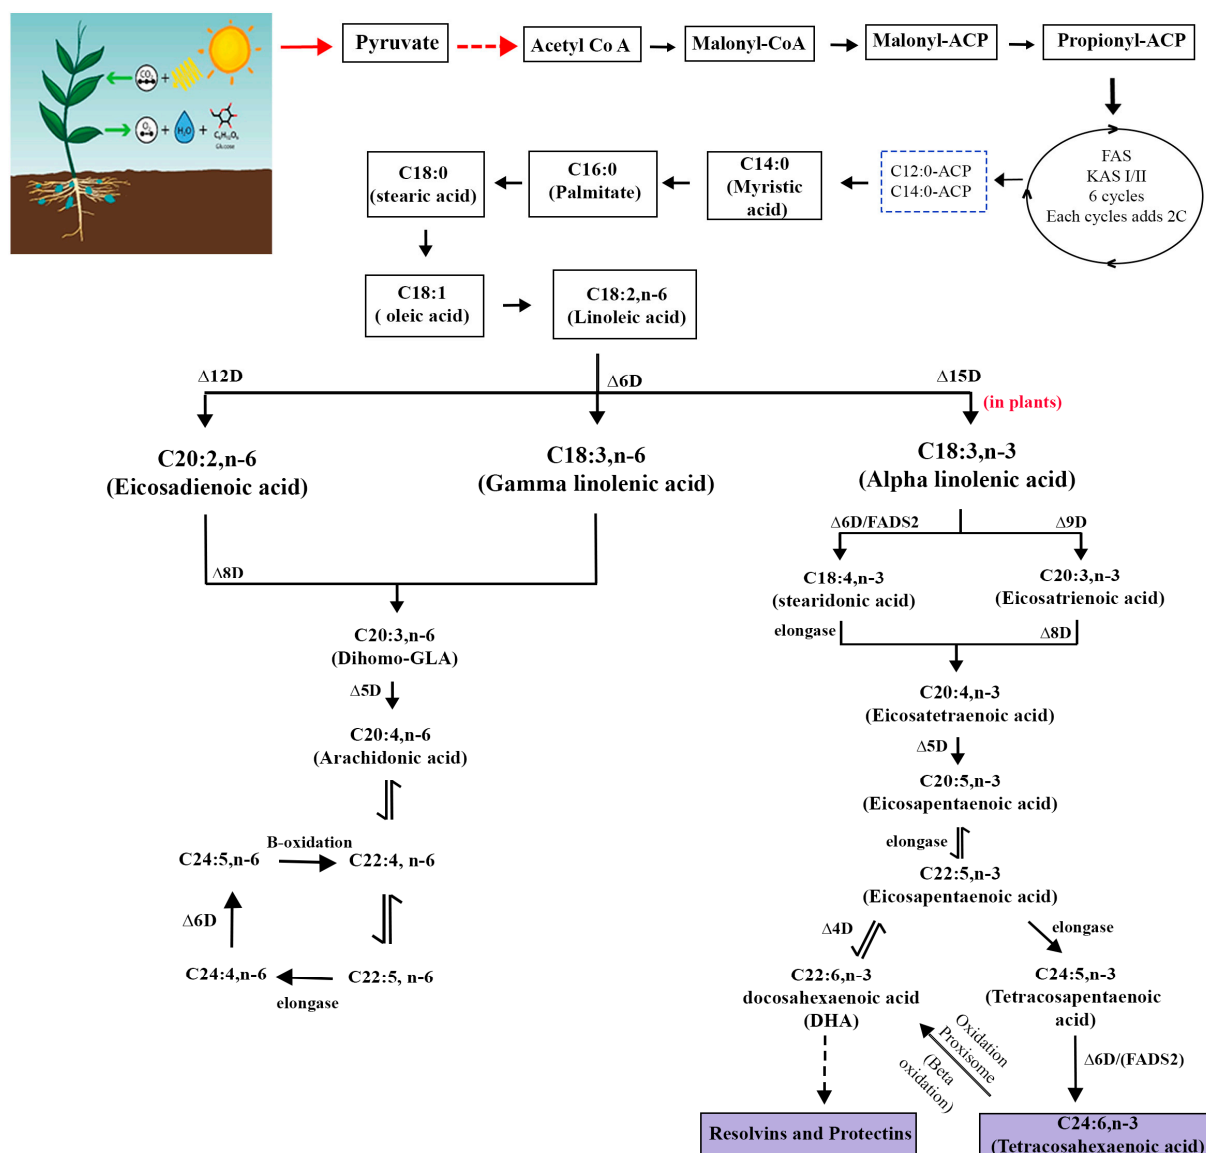 Pyruvate
Acetyl Co A
Malonyl-CoA
Malonyl-ACP
Propionyl-ACP
CO₂
+
O₂
+
H₂O
+
C₆H₁₂O₆
Glucose
FAS
KAS I/II
6 cycles
Each cycles adds 2C
C12:0-ACP
C14:0-ACP
C14:0
(Myristic
acid)
C16:0
(Palmitate)
C18:0
(stearic acid)
C18:1
( oleic acid)
C18:2,n-6
(Linoleic acid)
Δ12D
Δ6D
Δ15D
(in plants)
C20:2,n-6
(Eicosadienoic acid)
C18:3,n-6
(Gamma linolenic acid)
C18:3,n-3
(Alpha linolenic acid)
Δ8D
Δ6D/FADS2
Δ9D
C18:4,n-3
(stearidonic acid)
C20:3,n-3
(Eicosatrienoic acid)
elongase
Δ8D
C20:3,n-6
(Dihomo-GLA)
Δ5D
C20:4,n-6
(Arachidonic acid)
C20:4,n-3
(Eicosatetraenoic acid)
Δ5D
C20:5,n-3
(Eicosapentaenoic acid)
elongase
C22:5,n-3
(Eicosapentaenoic acid)
B-oxidation
C24:5,n-6
C22:4, n-6
Δ6D
C24:4,n-6
C22:5, n-6
elongase
Δ4D
elongase
C22:6,n-3
docosahexaenoic acid
(DHA)
C24:5,n-3
(Tetracosapentaenoic
acid)
Oxidation
Proxisome
(Beta
oxidation)
Δ6D/(FADS2)
Resolvins and Protectins
C24:6,n-3
(Tetracosahexaenoic acid)